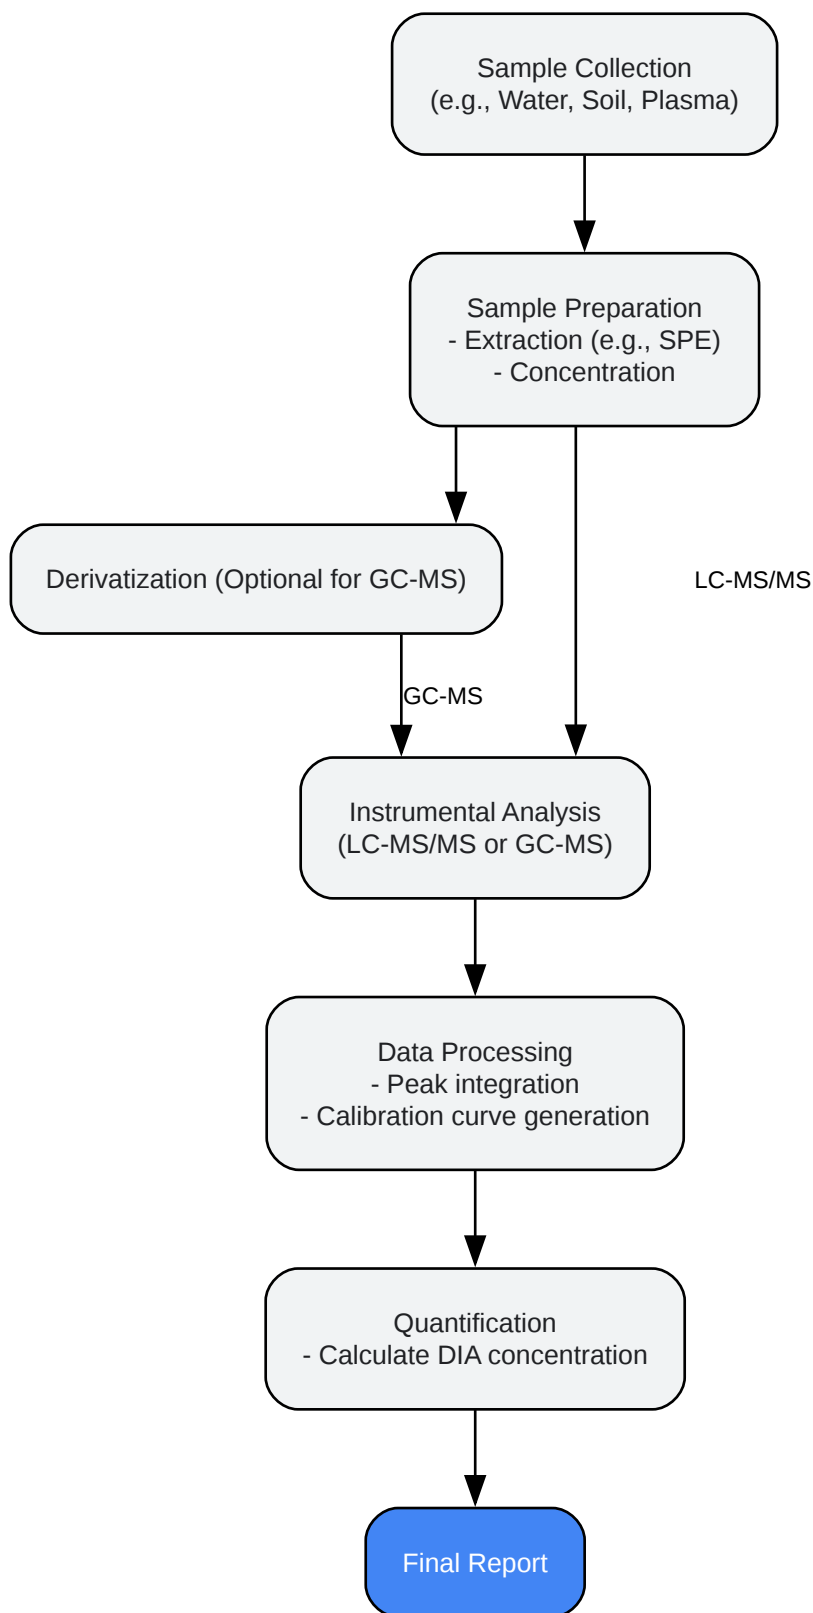 Sample Collection
(e.g., Water, Soil, Plasma)
Sample Preparation
- Extraction (e.g., SPE)
- Concentration
Derivatization (Optional for GC-MS)
LC-MS/MS
GC-MS
Instrumental Analysis
(LC-MS/MS or GC-MS)
Data Processing
- Peak integration
- Calibration curve generation
Quantification
- Calculate DIA concentration
Final Report